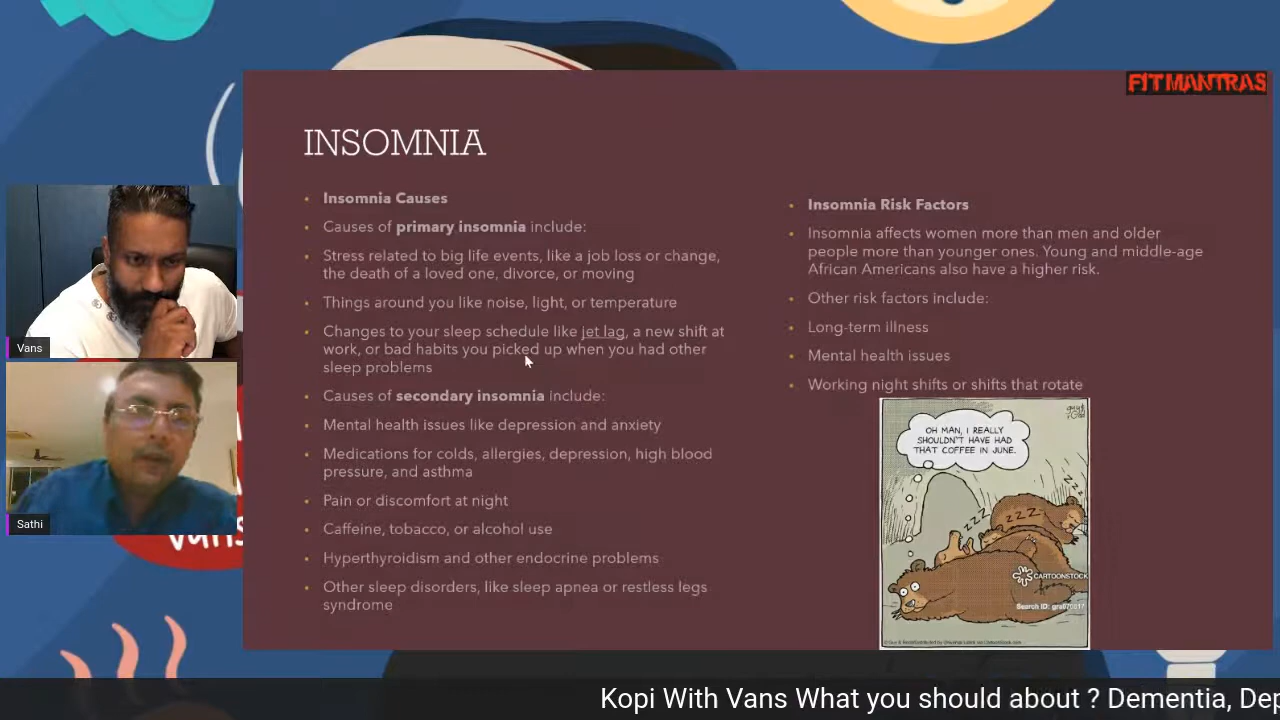 FITMANTRAS
INSOMNIA
Insomnia Causes
Causes of primary insomnia include:
Stress related to big life events, like a job loss or change,
the death of a loved one, divorce, or moving
Things around you like noise, light, or temperature
Changes to your sleep schedule like jet lag, a new shift at
work, or bad habits you picked up when you had other
sleep problems
Causes of secondary insomnia include:
Mental health issues like depression and anxiety
Medications for colds, allergies, depression, high blood
pressure, and asthma
Pain or discomfort at night
Caffeine, tobacco, or alcohol use
Hyperthyroidism and other endocrine problems
Other sleep disorders, like sleep apnea or restless legs
syndrome
Insomnia Risk Factors
Insomnia affects women more than men and older
people more than younger ones. Young and middle-age
African Americans also have a higher risk.
Other risk factors include:
Long-term illness
Mental health issues
Working night shifts or shifts that rotate
OH MAN, I REALLY
SHOULDN'T HAVE HAD
THAT COFFEE IN JUNE.
ZZZ
ZZZ
ZZZ
CARTOONSTOCK
Search ID:
Vans
Sathi
vans
Kopi With Vans What you should about ? Dementia, Dep